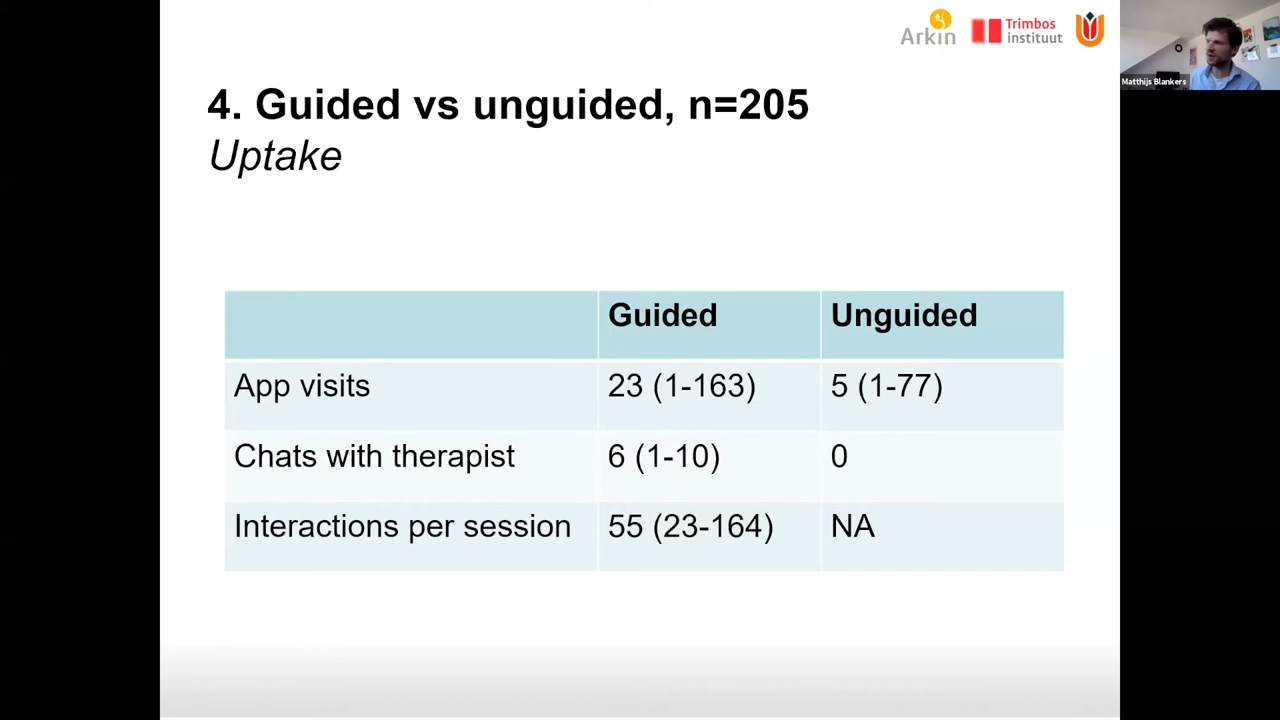 Arkin
Trimbos
instituut
Matthijs Blankers
4. Guided vs unguided, n=205
Uptake
Guided Unguided
App visits 23 (1-163) 5 (1-77)
Chats with therapist 6 (1-10) 0
Interactions per session 55 (23-164) NA